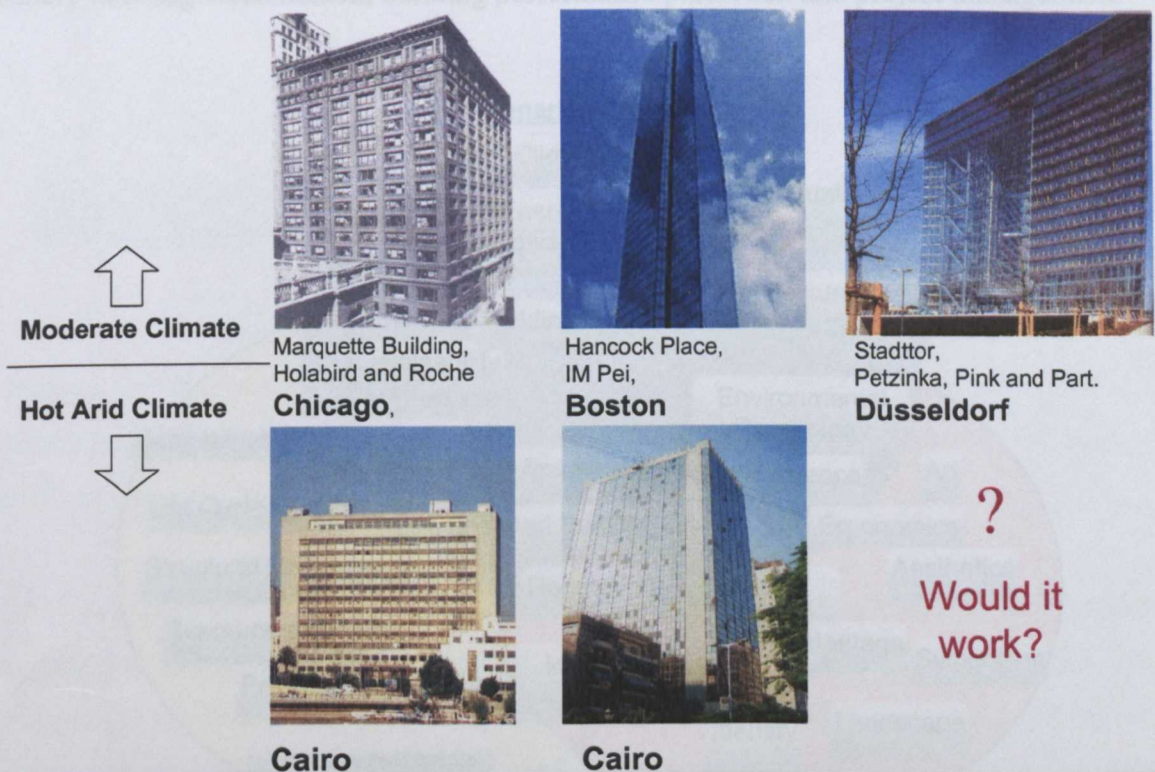 Moderate Climate
Hot Arid Climate
Marquette Building,
Holabird and Roche
Chicago,
Hancock Place,
IM Pei,
Boston
Stadttor,
Petzinka, Pink and Part.
Düsseldorf
?
Would it
work?
Cairo
Cairo